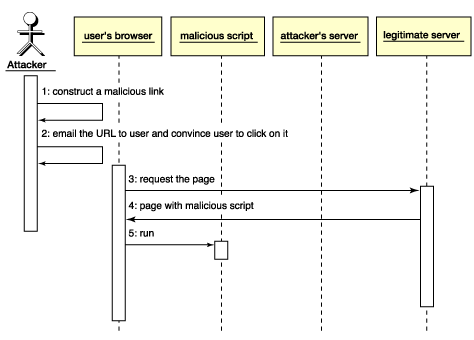 user's browser
malicious script
attacker's server
legitimate server
Attacker
1: construct a malicious link
2: email the URL to user and convince user to click on it
3: request the page
4: page with malicious script
5: run